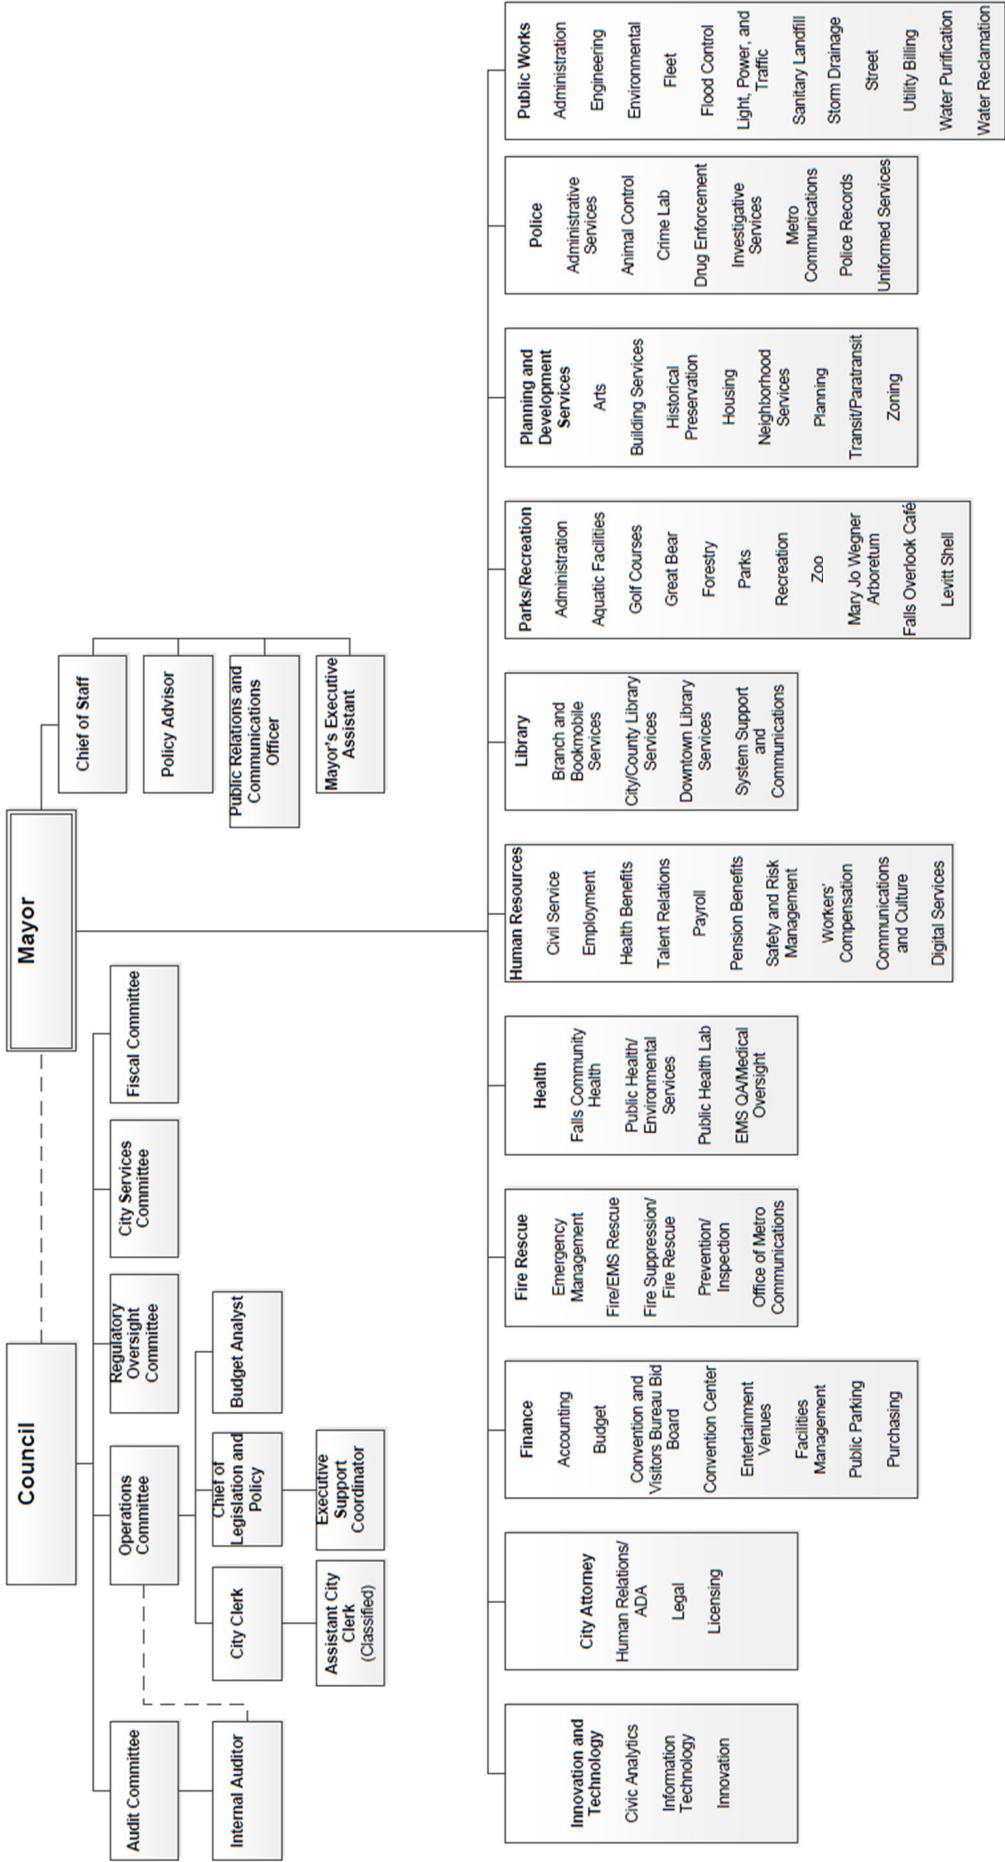 Council
Mayor
Audit Committee
Operations
Committee
Regulatory
Oversight
Committee
City Services
Committee
Fiscal Committee
Chief of Staff
Policy Advisor
Public Relations and
Communications
Officer
Mayor's Executive
Assistant
Internal Auditor
City Clerk
Chief of
Legislation and
Policy
Budget Analyst
Assistant City
Clerk
(Classified)
Executive
Support
Coordinator
Innovation and
Technology
Civic Analytics
Information
Technology
Innovation
City Attorney
Human Relations/
ADA
Legal
Licensing
Finance
Accounting
Budget
Convention and
Visitors Bureau Bid
Board
Convention Center
Entertainment
Venues
Facilities
Management
Public Parking
Purchasing
Fire Rescue
Emergency
Management
Fire/EMS Rescue
Fire Suppression/
Fire Rescue
Prevention/
Inspection
Office of Metro
Communications
Health
Falls Community
Health
Public Health/
Environmental
Services
Public Health Lab
EMS QA/Medical
Oversight
Human Resources
Civil Service
Employment
Health Benefits
Talent Relations
Payroll
Pension Benefits
Safety and Risk
Management
Workers'
Compensation
Communications
and Culture
Digital Services
Library
Branch and
Bookmobile
Services
City/County Library
Services
Downtown Library
Services
System Support
and
Communications
Parks/Recreation
Administration
Aquatic Facilities
Golf Courses
Great Bear
Forestry
Parks
Recreation
Zoo
Mary Jo Wegner
Arboretum
Falls Overlook Café
Levitt Shell
Planning and
Development
Services
Arts
Building Services
Historical
Preservation
Housing
Neighborhood
Services
Planning
Transit/Paratransit
Zoning
Police
Administrative
Services
Animal Control
Crime Lab
Drug Enforcement
Investigative
Services
Metro
Communications
Police Records
Uniformed Services
Public Works
Administration
Engineering
Environmental
Fleet
Flood Control
Light, Power, and
Traffic
Sanitary Landfill
Storm Drainage
Street
Utility Billing
Water Purification
Water Reclamation